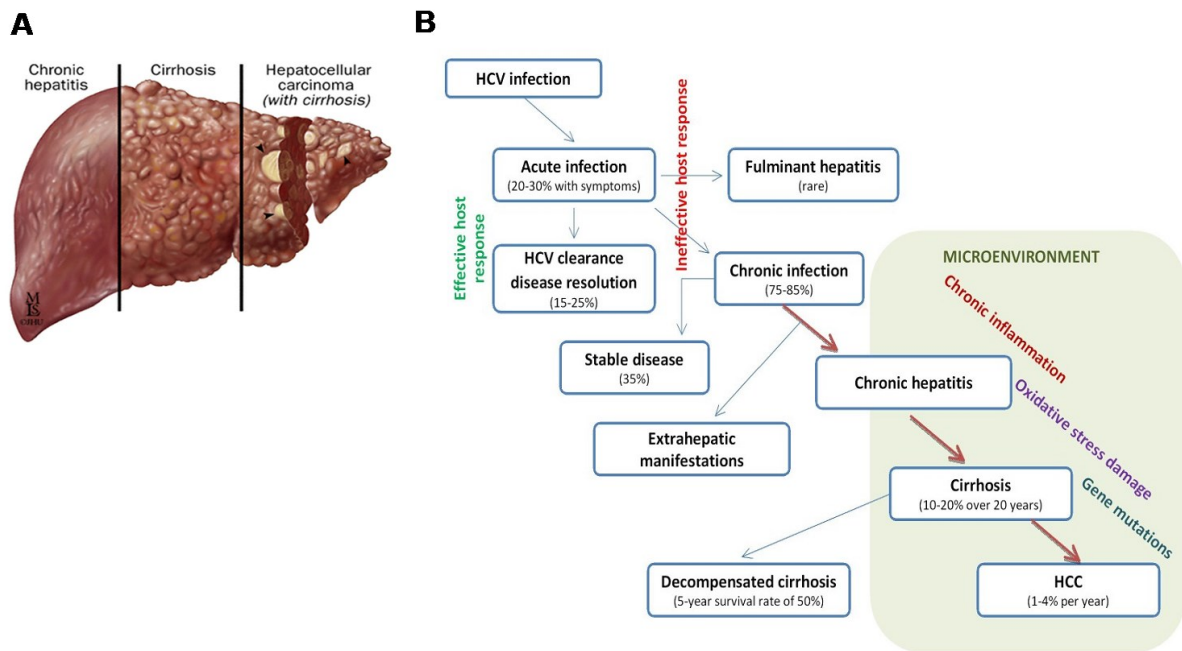 A
Chronic
hepatitis
Cirrhosis
Hepatocellular
carcinoma
(with cirrhosis)
B
HCV infection
Acute infection
(20-30% with symptoms)
Ineffective host response
Fulminant hepatitis
(rare)
Effective host
response
HCV clearance
disease resolution
(15-25%)
Chronic infection
(75-85%)
MICROENVIRONMENT
Chronic inflammation
Stable disease
(35%)
Chronic hepatitis
Oxidative stress damage
Extrahepatic
manifestations
Cirrhosis
(10-20% over 20 years)
Gene mutations
Decompensated cirrhosis
(5-year survival rate of 50%)
HCC
(1-4% per year)